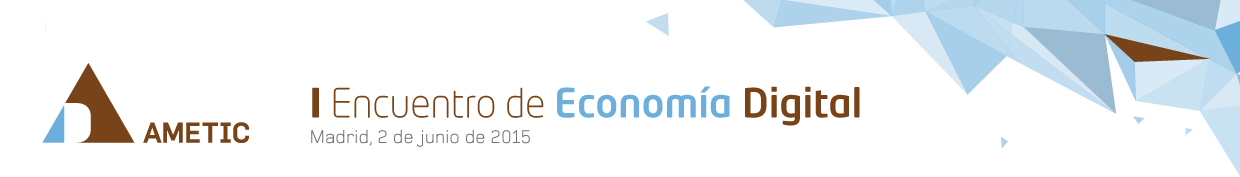 AMETIC
I Encuentro de Economía Digital
Madrid, 2 de junio de 2015